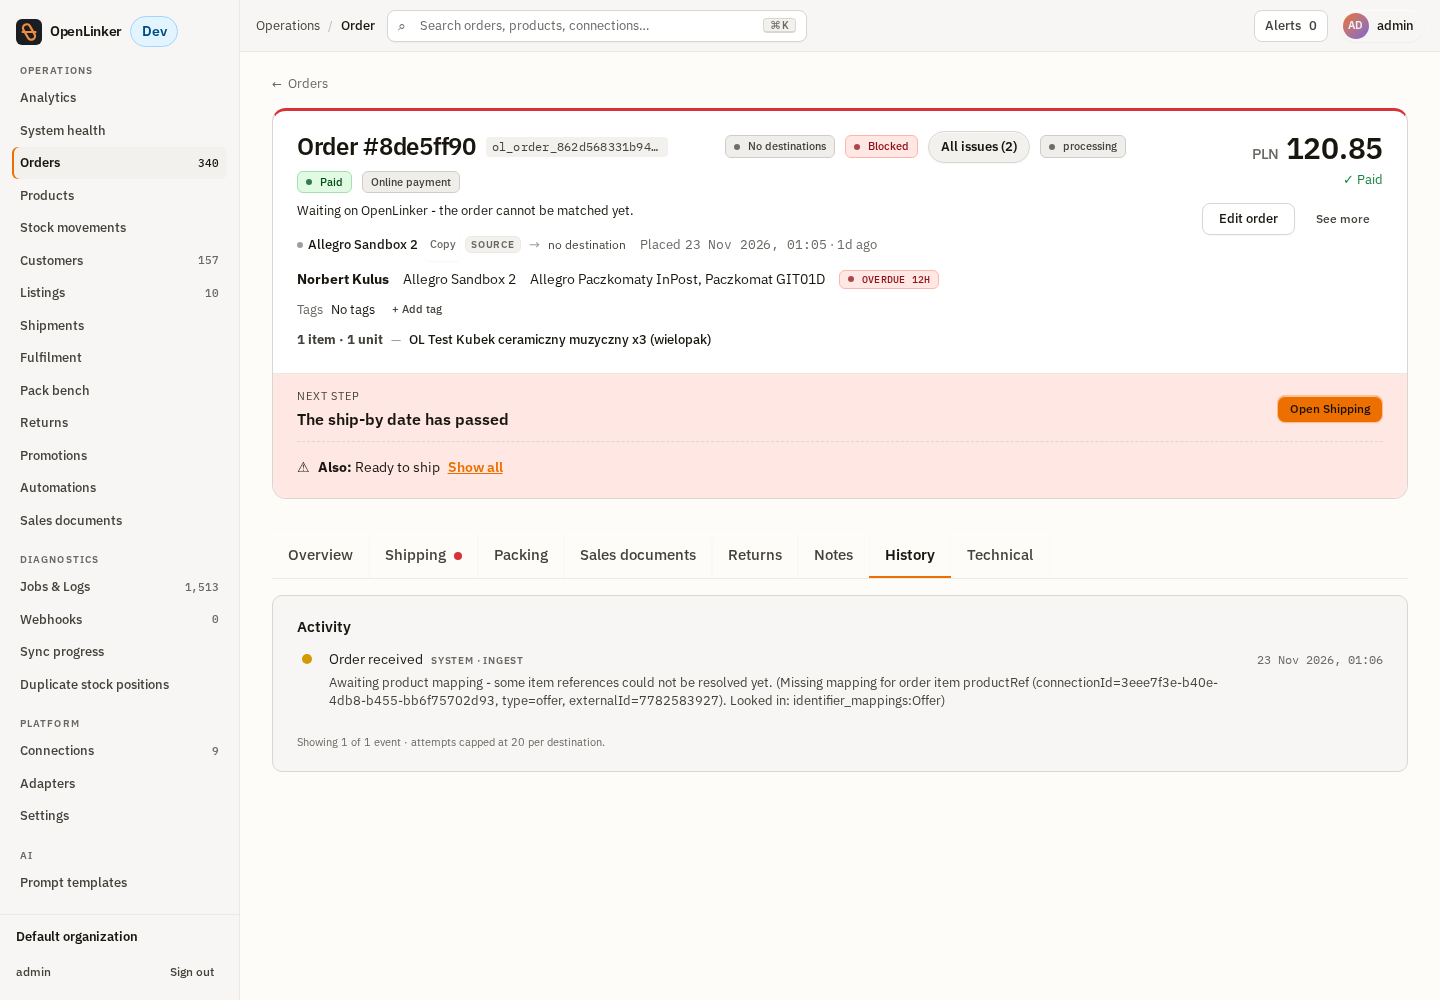 OpenLinker Dev
OPERATIONS
Analytics
System health
Orders 340
Products
Stock movements
Customers 157
Listings 10
Shipments
Fulfilment
Pack bench
Returns
Promotions
Automations
Sales documents
DIAGNOSTICS
Jobs & Logs 1,513
Webhooks 0
Sync progress
Duplicate stock positions
PLATFORM
Connections 9
Adapters
Settings
AI
Prompt templates
Default organization
admin Sign out
Operations / Order
Search orders, products, connections... ⌘K
Alerts 0
AD admin
← Orders
Order #8de5ff90 ol_order_862d568331b94…
No destinations Blocked All issues (2) processing
Paid Online payment
PLN 120.85
✓ Paid
Waiting on OpenLinker - the order cannot be matched yet.
Edit order See more
Allegro Sandbox 2 Copy SOURCE → no destination Placed 23 Nov 2026, 01:05 · 1d ago
Norbert Kulus Allegro Sandbox 2 Allegro Paczkomaty InPost, Paczkomat GIT01D OVERDUE 12H
Tags No tags + Add tag
1 item · 1 unit — OL Test Kubek ceramiczny muzyczny x3 (wielopak)
NEXT STEP
The ship-by date has passed
Open Shipping
⚠ Also: Ready to ship Show all
Overview Shipping Packing Sales documents Returns Notes History Technical
Activity
Order received SYSTEM · INGEST 23 Nov 2026, 01:06
Awaiting product mapping - some item references could not be resolved yet. (Missing mapping for order item productRef (connectionId=3eee7f3e-b40e-
4db8-b455-bb6f75702d93, type=offer, externalId=7782583927). Looked in: identifier_mappings:Offer)
Showing 1 of 1 event · attempts capped at 20 per destination.